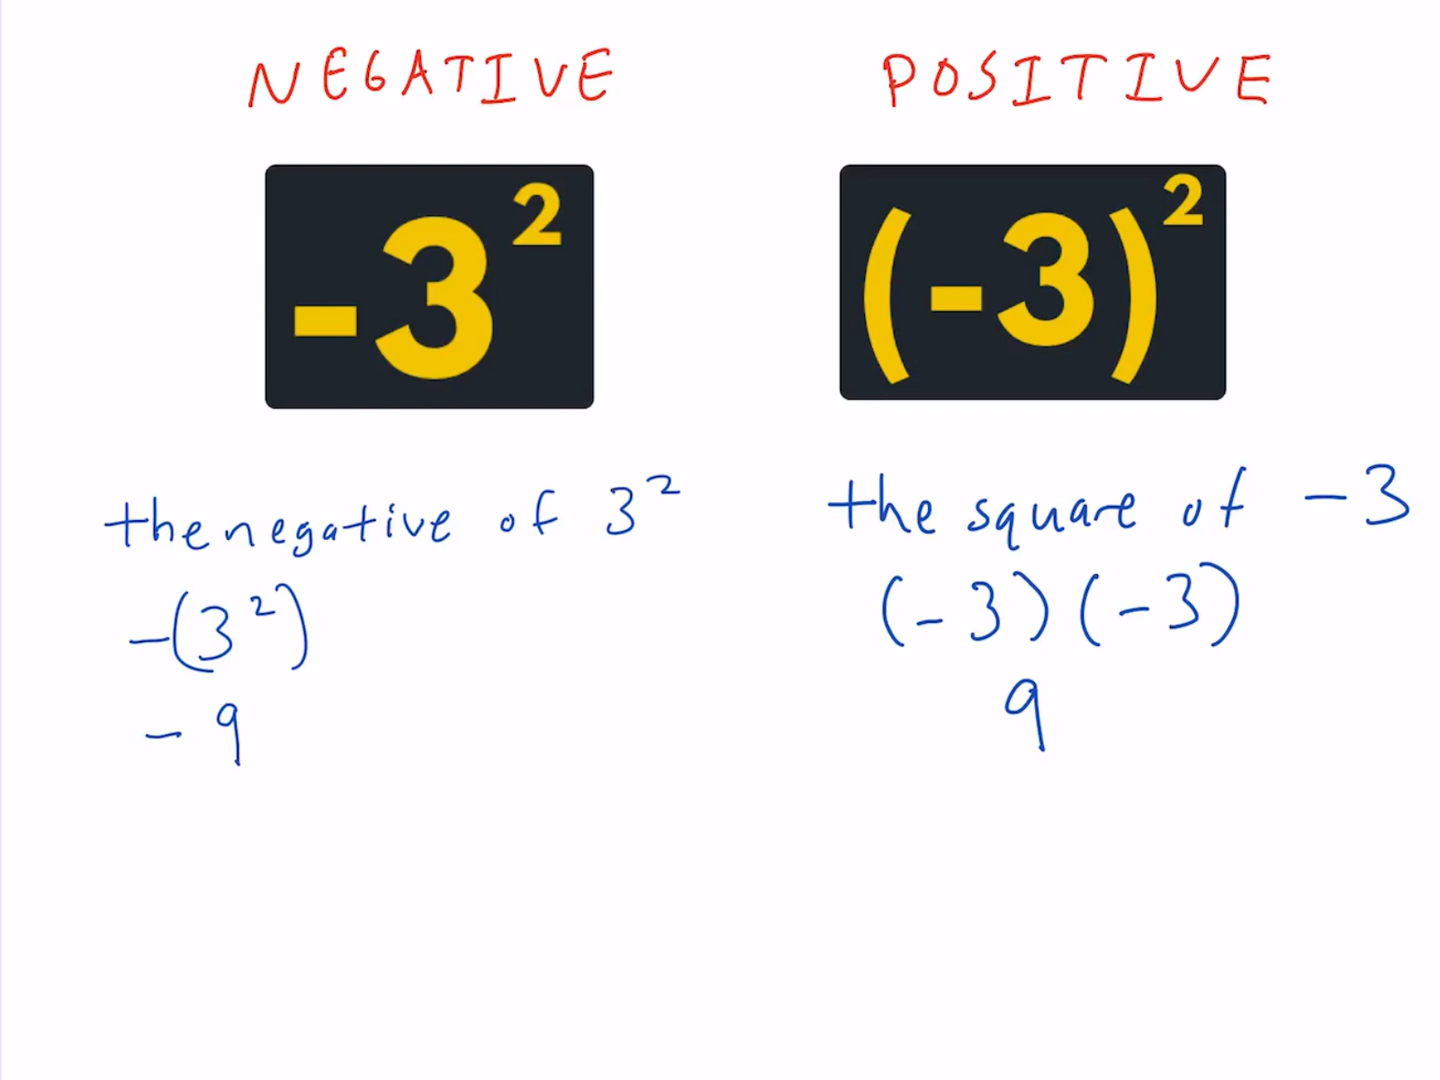 NEGATIVE
-3²
the negative of 3²
-(3²)
- 9
POSITIVE
(-3)²
the square of -3
(-3)(-3)
9